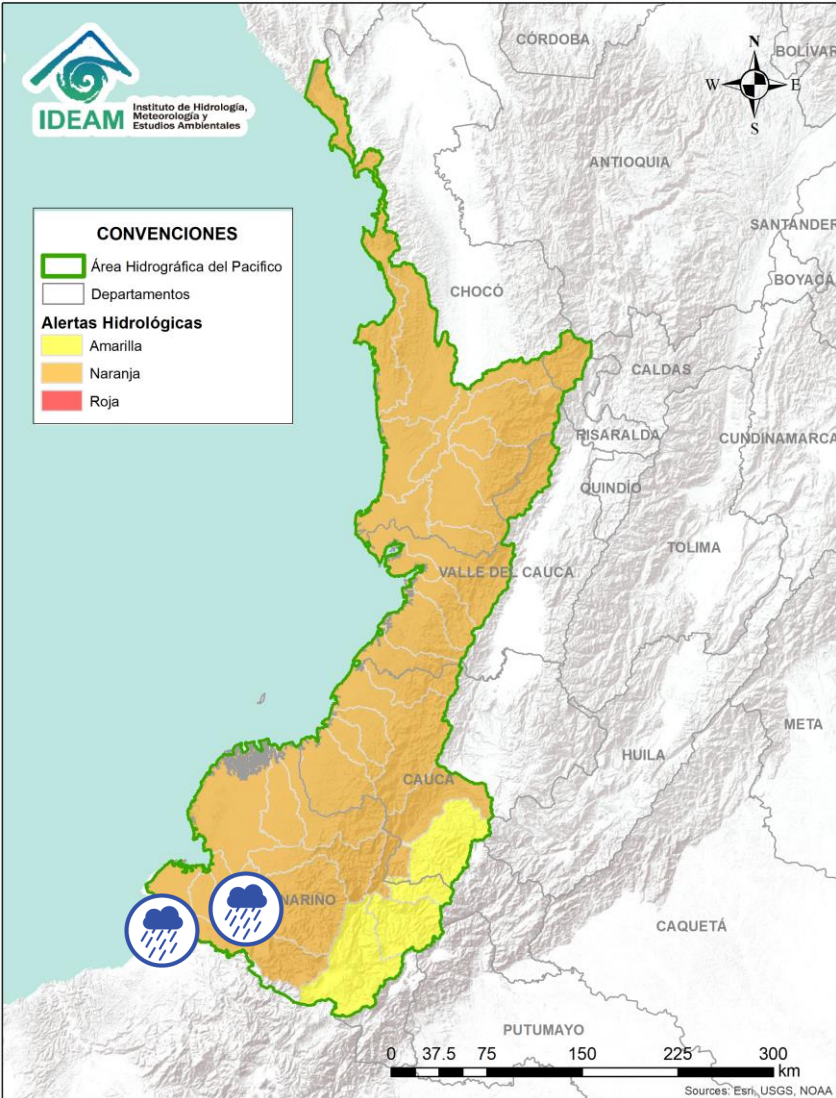 IDEAM
Instituto de Hidrología,
Meteorología y
Estudios Ambientales
N
W
E
S
CÓRDOBA
BOLÍVAR
ANTIOQUIA
SANTANDER
BOYACÁ
CHOCÓ
CALDAS
RISARALDA
CUNDINAMARCA
QUINDÍO
TOLIMA
VALLE DEL CAUCA
META
HUILA
CAUCA
NARIÑO
CAQUETÁ
PUTUMAYO
CONVENCIONES
Área Hidrográfica del Pacifico
Departamentos
Alertas Hidrológicas
Amarilla
Naranja
Roja
0 37.5 75 150 225 300
km
Sources: Esri, USGS, NOAA